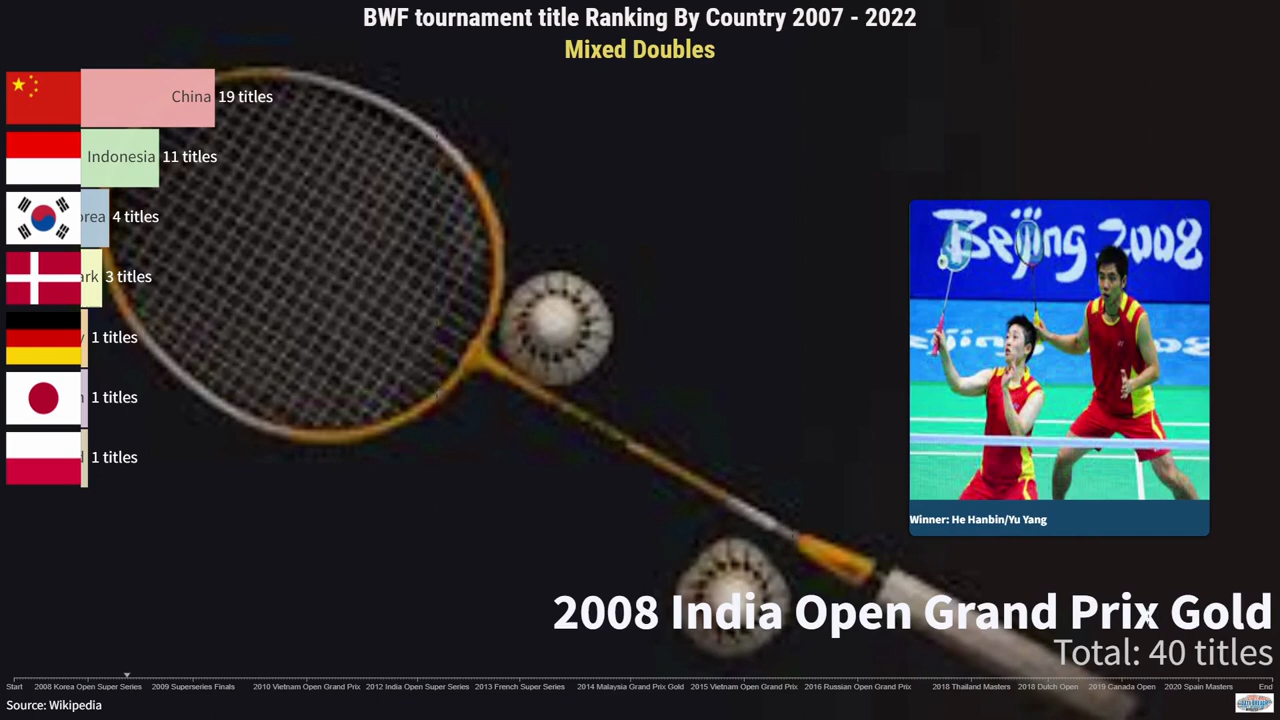 BWF tournament title Ranking By Country 2007 - 2022
Mixed Doubles
China 19 titles
Indonesia 11 titles
orea 4 titles
ark 3 titles
1 titles
1 titles
1 titles
Beijing 2008
Winner: He Hanbin/Yu Yang
2008 India Open Grand Prix Gold
Total: 40 titles
Start 2008 Korea Open Super Series 2009 Superseries Finals 2010 Vietnam Open Grand Prix 2012 India Open Super Series 2013 French Super Series 2014 Malaysia Grand Prix Gold 2015 Vietnam Open Grand Prix 2016 Russian Open Grand Prix 2018 Thailand Masters 2018 Dutch Open 2019 Canada Open 2020 Spain Masters End
Source: Wikipedia